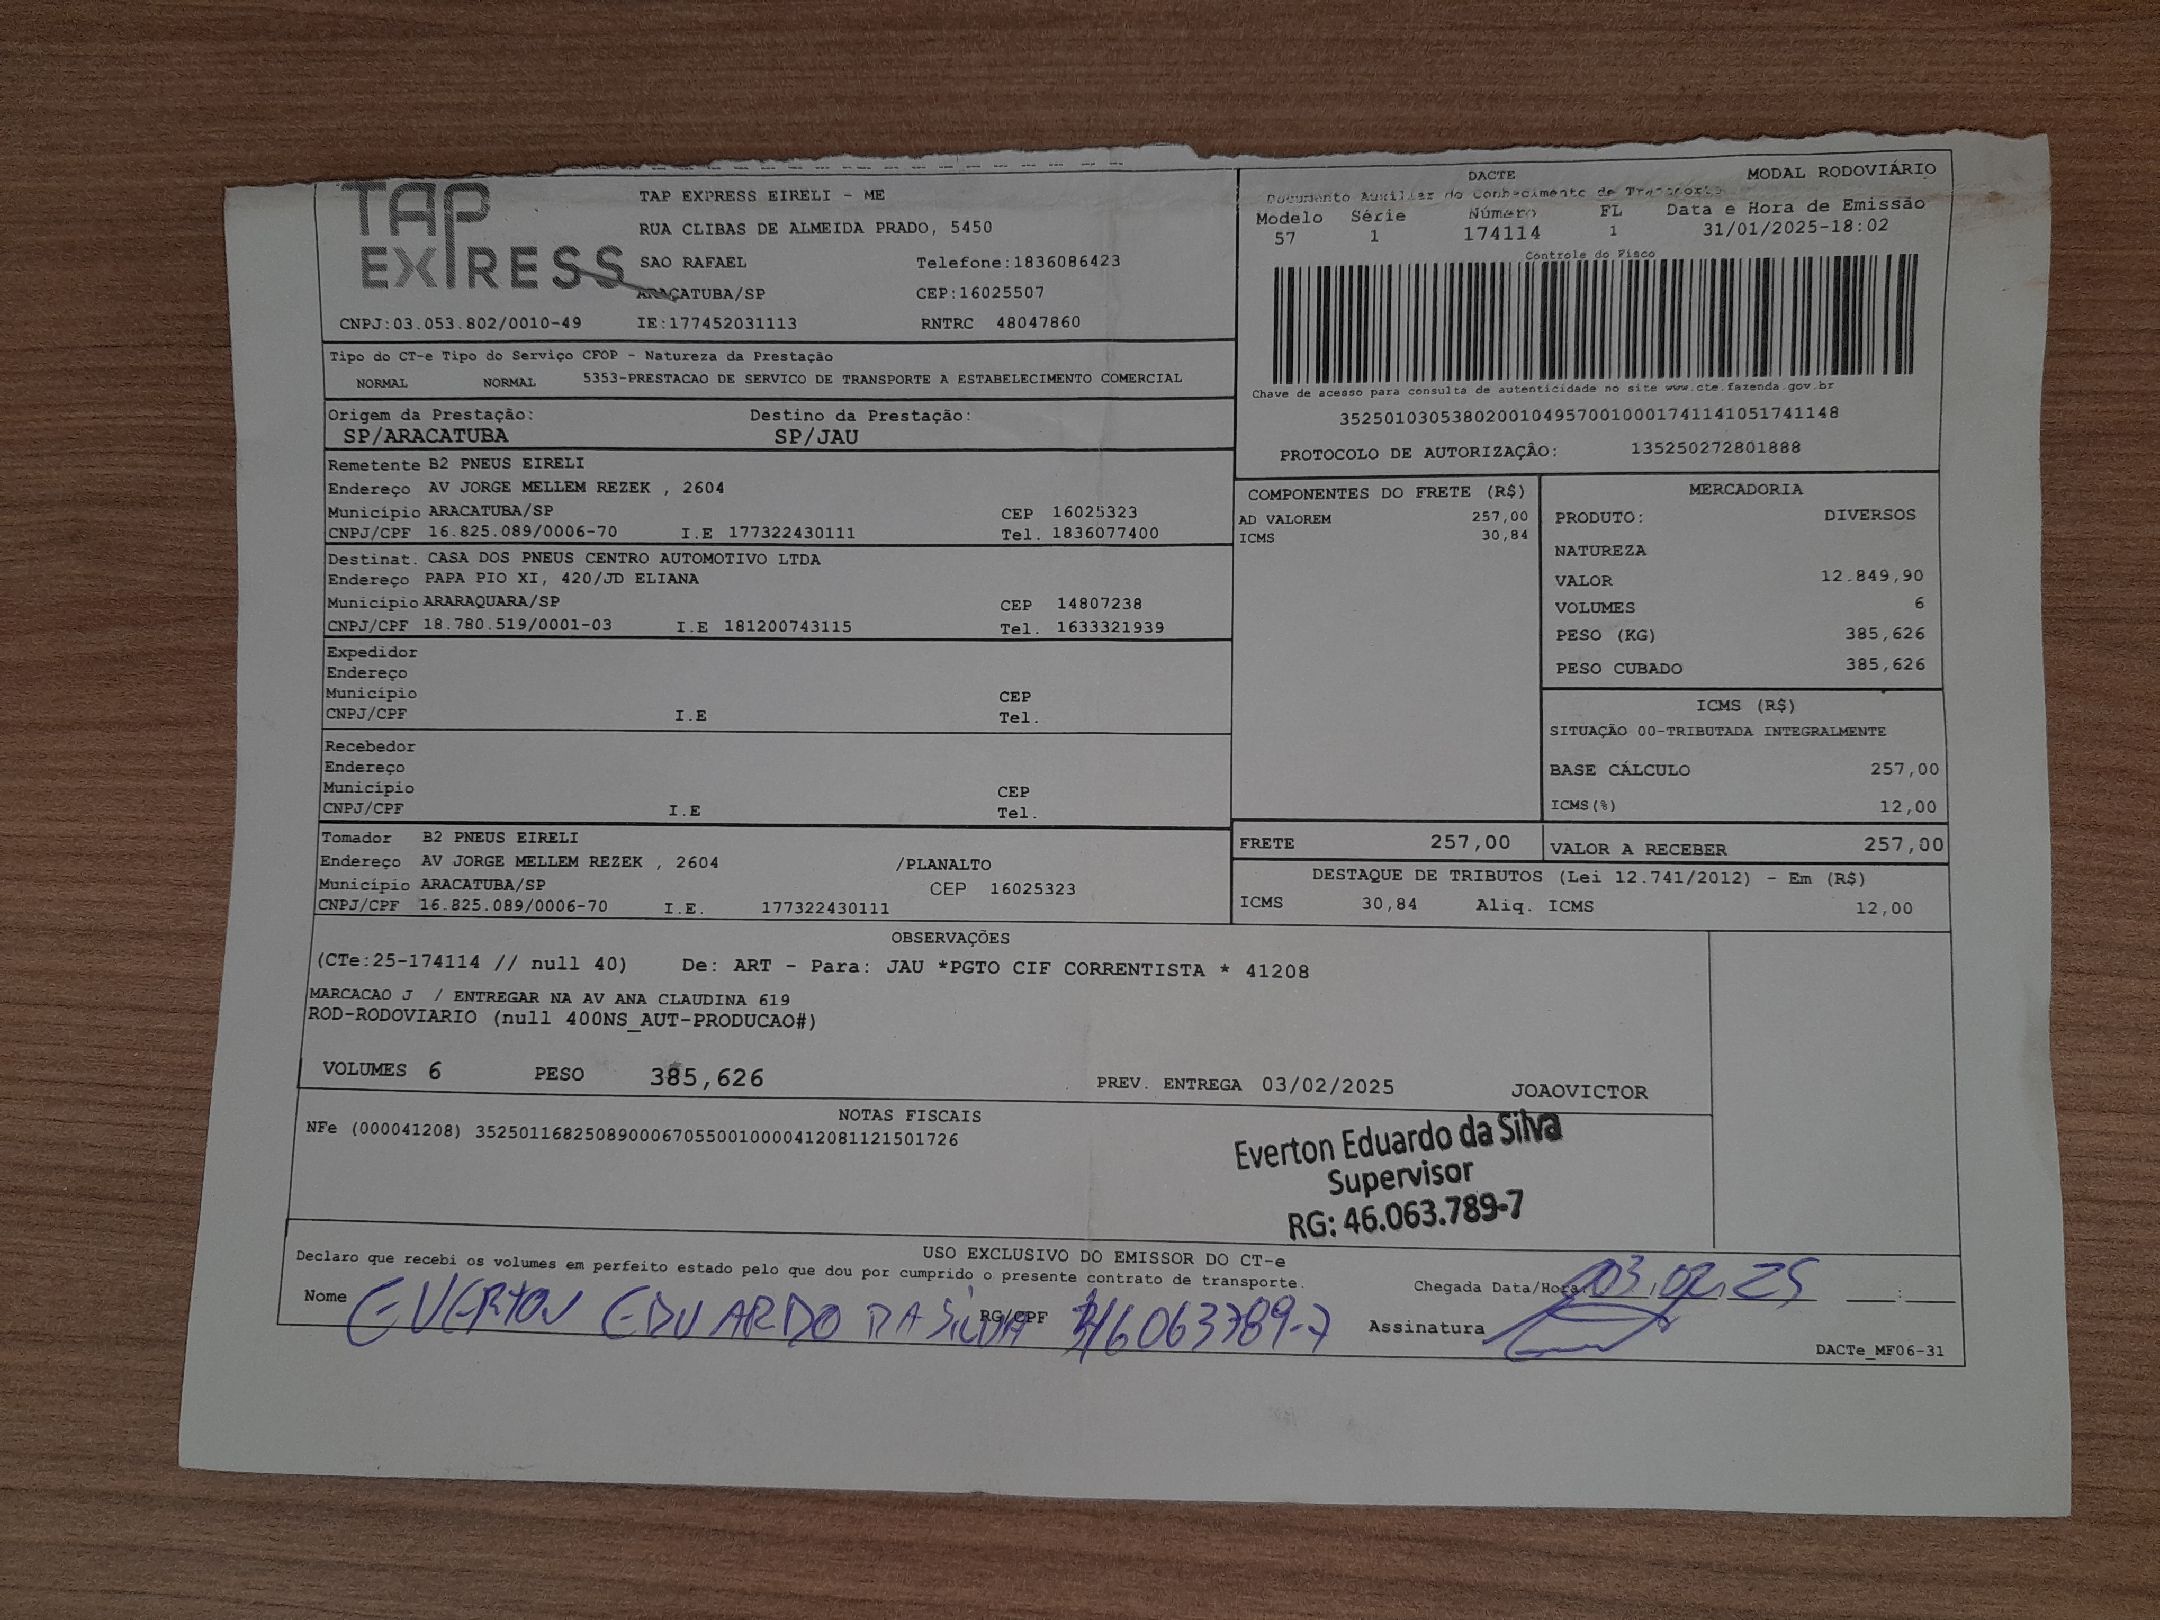 TAP EXPRESS
TAP EXPRESS EIRELI - ME
RUA CLIBAS DE ALMEIDA PRADO, 5450
SAO RAFAEL Telefone:1836086423
ARAÇATUBA/SP CEP:16025507
CNPJ:03.053.802/0010-49 IE:177452031113 RNTRC 48047860
DACTE MODAL RODOVIÁRIO
Documento Auxiliar do Conhecimento de Transporte
Modelo Série Número FL Data e Hora de Emissão
57 1 174114 1 31/01/2025-18:02
Controle do Fisco
Chave de acesso para consulta de autenticidade no site www.cte.fazenda.gov.br
35250103053802001049570010001741141051741148
PROTOCOLO DE AUTORIZAÇÃO: 135250272801888
Tipo do CT-e Tipo do Serviço CFOP - Natureza da Prestação
NORMAL NORMAL 5353-PRESTACAO DE SERVICO DE TRANSPORTE A ESTABELECIMENTO COMERCIAL
Origem da Prestação: Destino da Prestação:
SP/ARACATUBA SP/JAU
Remetente B2 PNEUS EIRELI
Endereço AV JORGE MELLEM REZEK , 2604
Município ARACATUBA/SP CEP 16025323
CNPJ/CPF 16.825.089/0006-70 I.E 177322430111 Tel. 1836077400
Destinat. CASA DOS PNEUS CENTRO AUTOMOTIVO LTDA
Endereço PAPA PIO XI, 420/JD ELIANA
Município ARARAQUARA/SP CEP 14807238
CNPJ/CPF 18.780.519/0001-03 I.E 181200743115 Tel. 1633321939
Expedidor
Endereço
Município CEP
CNPJ/CPF I.E Tel.
Recebedor
Endereço
Município CEP
CNPJ/CPF I.E Tel.
Tomador B2 PNEUS EIRELI
Endereço AV JORGE MELLEM REZEK , 2604 /PLANALTO
Município ARACATUBA/SP CEP 16025323
CNPJ/CPF 16.825.089/0006-70 I.E. 177322430111
COMPONENTES DO FRETE (R$)
AD VALOREM 257,00
ICMS 30,84
MERCADORIA
PRODUTO: DIVERSOS
NATUREZA
VALOR 12.849,90
VOLUMES 6
PESO (KG) 385,626
PESO CUBADO 385,626
ICMS (R$)
SITUAÇÃO 00-TRIBUTADA INTEGRALMENTE
BASE CÁLCULO 257,00
ICMS(%) 12,00
FRETE 257,00 VALOR A RECEBER 257,00
DESTAQUE DE TRIBUTOS (Lei 12.741/2012) - Em (R$)
ICMS 30,84 Aliq. ICMS 12,00
OBSERVAÇÕES
(CTe:25-174114 // null 40) De: ART - Para: JAU *PGTO CIF CORRENTISTA * 41208
MARCACAO J / ENTREGAR NA AV ANA CLAUDINA 619
ROD-RODOVIARIO (null 400NS_AUT-PRODUCAO#)
VOLUMES 6 PESO 385,626 PREV. ENTREGA 03/02/2025 JOAOVICTOR
NOTAS FISCAIS
NFe (000041208) 35250116825089000670550010000412081121501726
Everton Eduardo da Silva
Supervisor
RG: 46.063.789-7
USO EXCLUSIVO DO EMISSOR DO CT-e
Declaro que recebi os volumes em perfeito estado pelo que dou por cumprido o presente contrato de transporte.
Chegada Data/Hora: 03.02.25 __:__
Nome EVERTON EDUARDO DA SILVA RG/CPF 46063789-7 Assinatura
DACTe_MF06-31